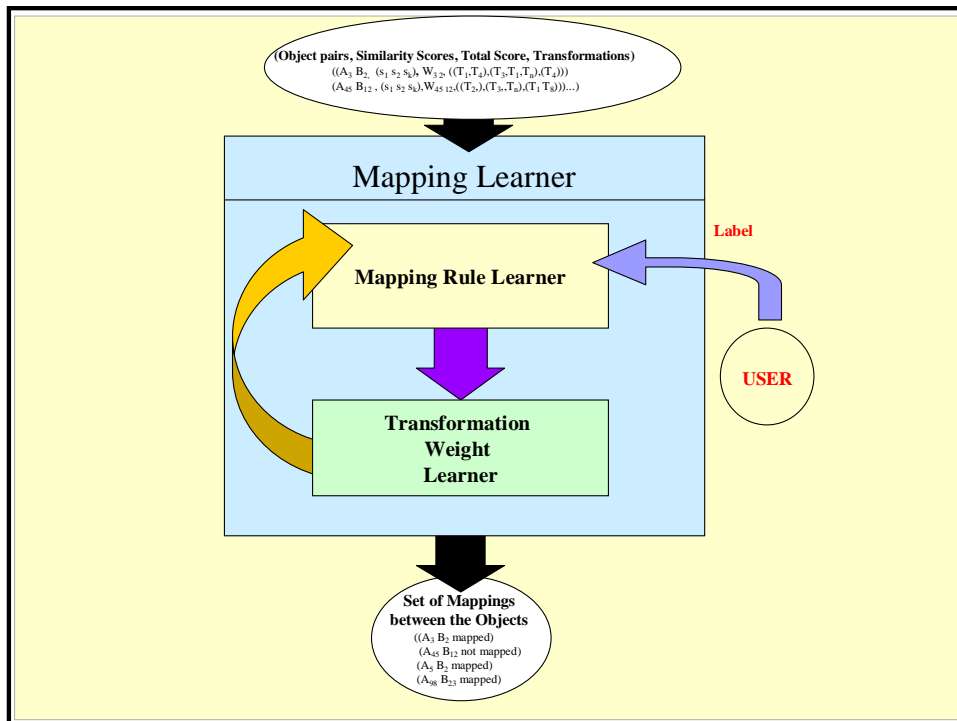 (Object pairs, Similarity Scores, Total Score, Transformations)
((A3 B2, (s1 s2 sk), W3 2, ((T1,T4),(T3,T1,Tn),(T4)))
(A45 B12 , (s1 s2 sk),W45 12,((T2,),(T3,,Tn),(T1 T8)))...)
Mapping Learner
Label
Mapping Rule Learner
USER
Transformation
Weight
Learner
Set of Mappings
between the Objects
((A3 B2 mapped)
(A45 B12 not mapped)
(A5 B2 mapped)
(A98 B23 mapped)